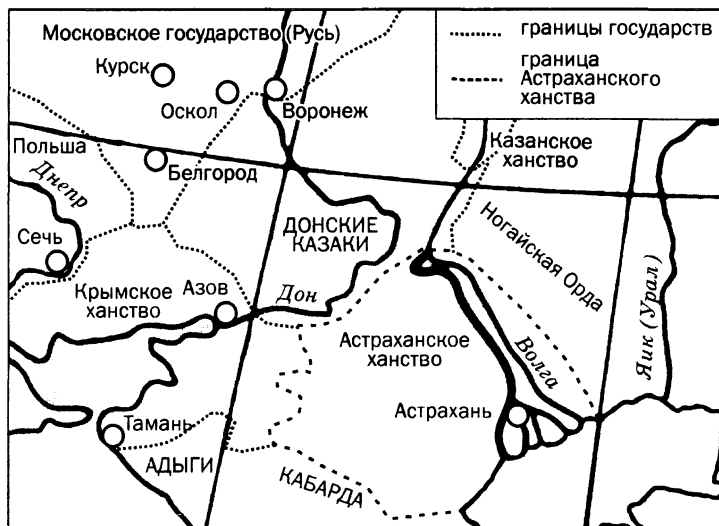 Московское государство (Русь)
границы государств
граница
Астраханского
ханства
Курск
Оскол
Воронеж
Казанское
ханство
Польша
Днепр
Белгород
ДОНСКИЕ
КАЗАКИ
Ногайская Орда
Сечь
Крымское
ханство
Азов
Дон
Яик (Урал)
Астраханское
ханство
Волга
Астрахань
Тамань
АДЫГИ
КАБАРДА